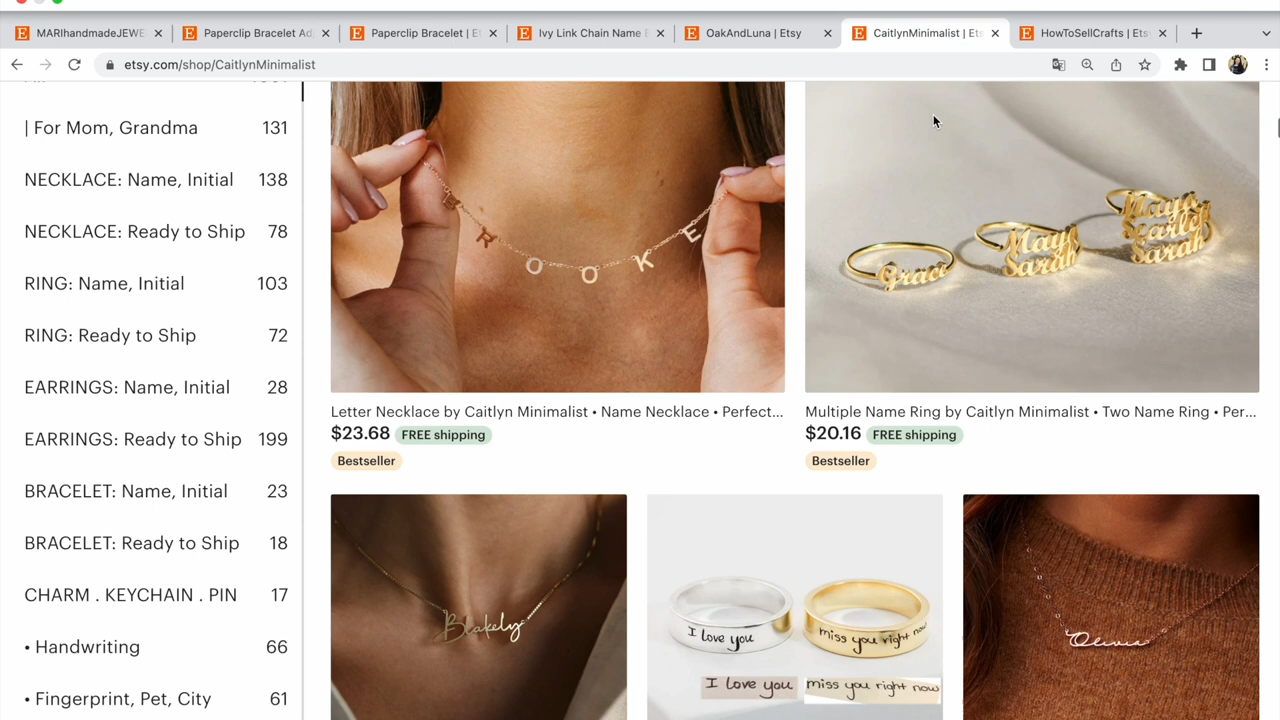 MARIhandmadeJEWE
Paperclip Bracelet Ad
Paperclip Bracelet | E
Ivy Link Chain Name E
OakAndLuna | Etsy
CaitlynMinimalist | Ets
HowToSellCrafts | Ets
etsy.com/shop/CaitlynMinimalist
| For Mom, Grandma 131
NECKLACE: Name, Initial 138
NECKLACE: Ready to Ship 78
RING: Name, Initial 103
RING: Ready to Ship 72
EARRINGS: Name, Initial 28
EARRINGS: Ready to Ship 199
BRACELET: Name, Initial 23
BRACELET: Ready to Ship 18
CHARM . KEYCHAIN . PIN 17
• Handwriting 66
• Fingerprint, Pet, City 61
B R O O K E
Letter Necklace by Caitlyn Minimalist • Name Necklace • Perfect...
$23.68 FREE shipping
Bestseller
Grace
Maya
Sarah
Maya
Scarlet
Sarah
Multiple Name Ring by Caitlyn Minimalist • Two Name Ring • Per...
$20.16 FREE shipping
Bestseller
Blakely
I love you
miss you right now
I love you
miss you right now
Olivia